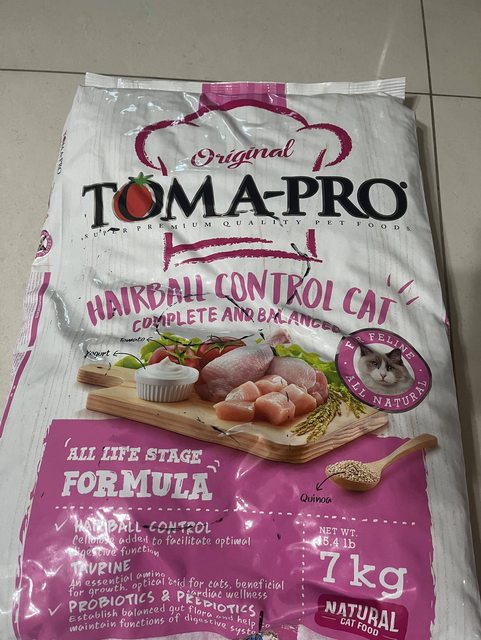 Original
TOMA-PRO®
SUPER PREMIUM QUALITY PET FOODS
HAIRBALL CONTROL CAT
COMPLETE AND BALANCED
Tomato
Yogurt
FELINE
ALL NATURAL
ALL LIFE STAGE
FORMULA
Quinoa
✓ HAIRBALL CONTROL
Cellulose added to facilitate optimal
digestive function
✓ TAURINE
An essential amino acid for cats, beneficial
for growth, optical cardiac wellness
✓ PROBIOTICS & PREBIOTICS
Establish balanced gut flora and help
maintain functions of digestive system
NET WT.
15.4 lb
7 kg
NATURAL
CAT FOOD